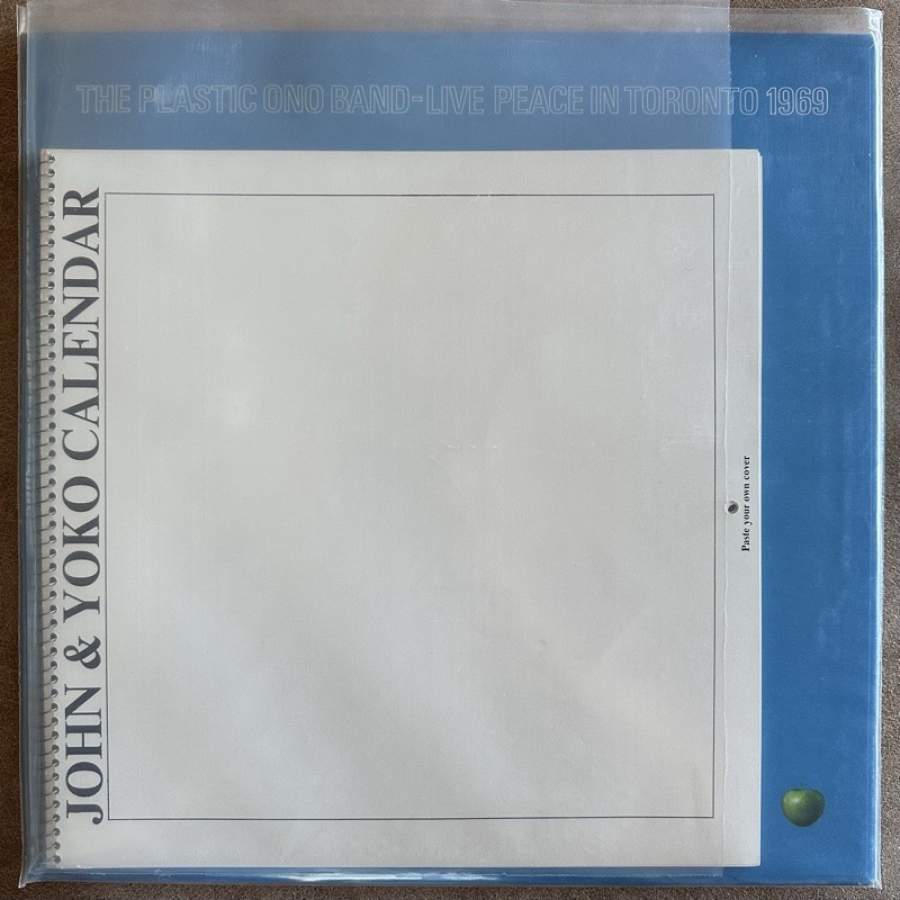 THE PLASTIC ONO BAND-LIVE PEACE IN TORONTO 1969
JOHN & YOKO CALENDAR
Paste your own cover